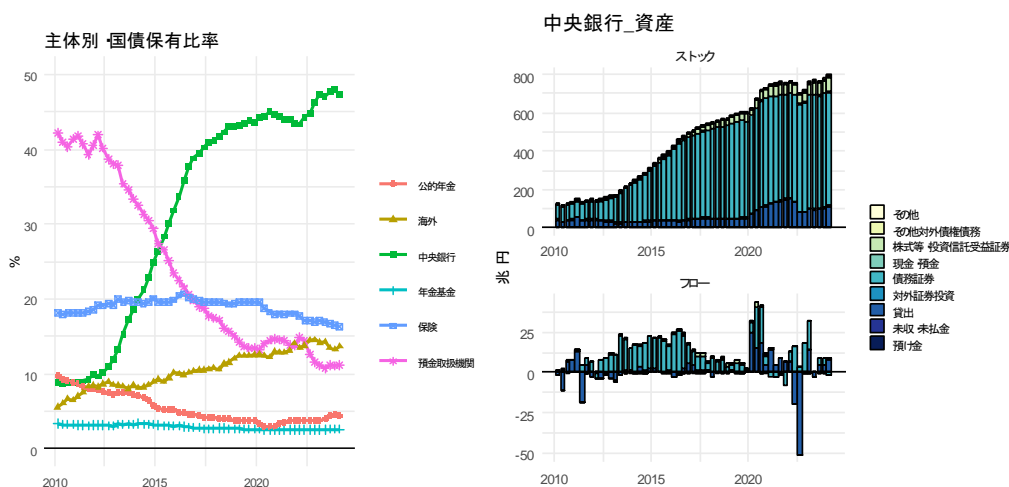 主体別・国債保有比率
50
40
30
20
10
0
%
2010
2015
2020
公的年金
海外
中央銀行
年金基金
保険
預金取扱機関
中央銀行_資産
ストック
800
600
400
200
0
2010
2015
2020
兆円
フロー
25
0
-25
-50
2010
2015
2020
その他
その他対外債権債務
株式等・投資信託受益証券
現金・預金
債務証券
対外証券投資
貸出
未収・未払金
預け金